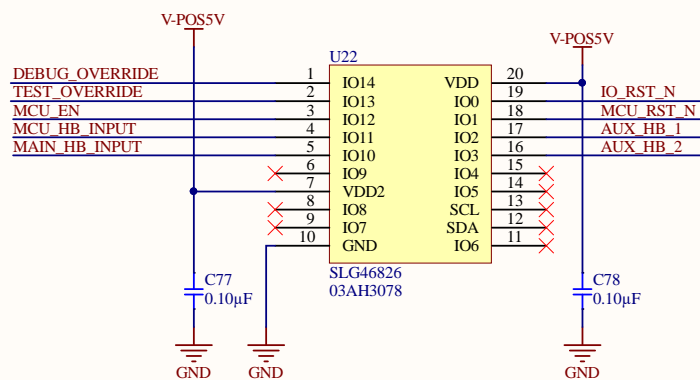 V-POS5V
V-POS5V
U22
DEBUG_OVERRIDE 1 IO14 VDD 20
TEST_OVERRIDE 2 IO13 IO0 19 IO_RST_N
MCU_EN 3 IO12 IO1 18 MCU_RST_N
MCU_HB_INPUT 4 IO11 IO2 17 AUX_HB_1
MAIN_HB_INPUT 5 IO10 IO3 16 AUX_HB_2
6 IO9 IO4 15
7 VDD2 IO5 14
8 IO8 SCL 13
9 IO7 SDA 12
10 GND IO6 11
SLG46826
03AH3078
C77
0.10µF
C78
0.10µF
GND
GND
GND